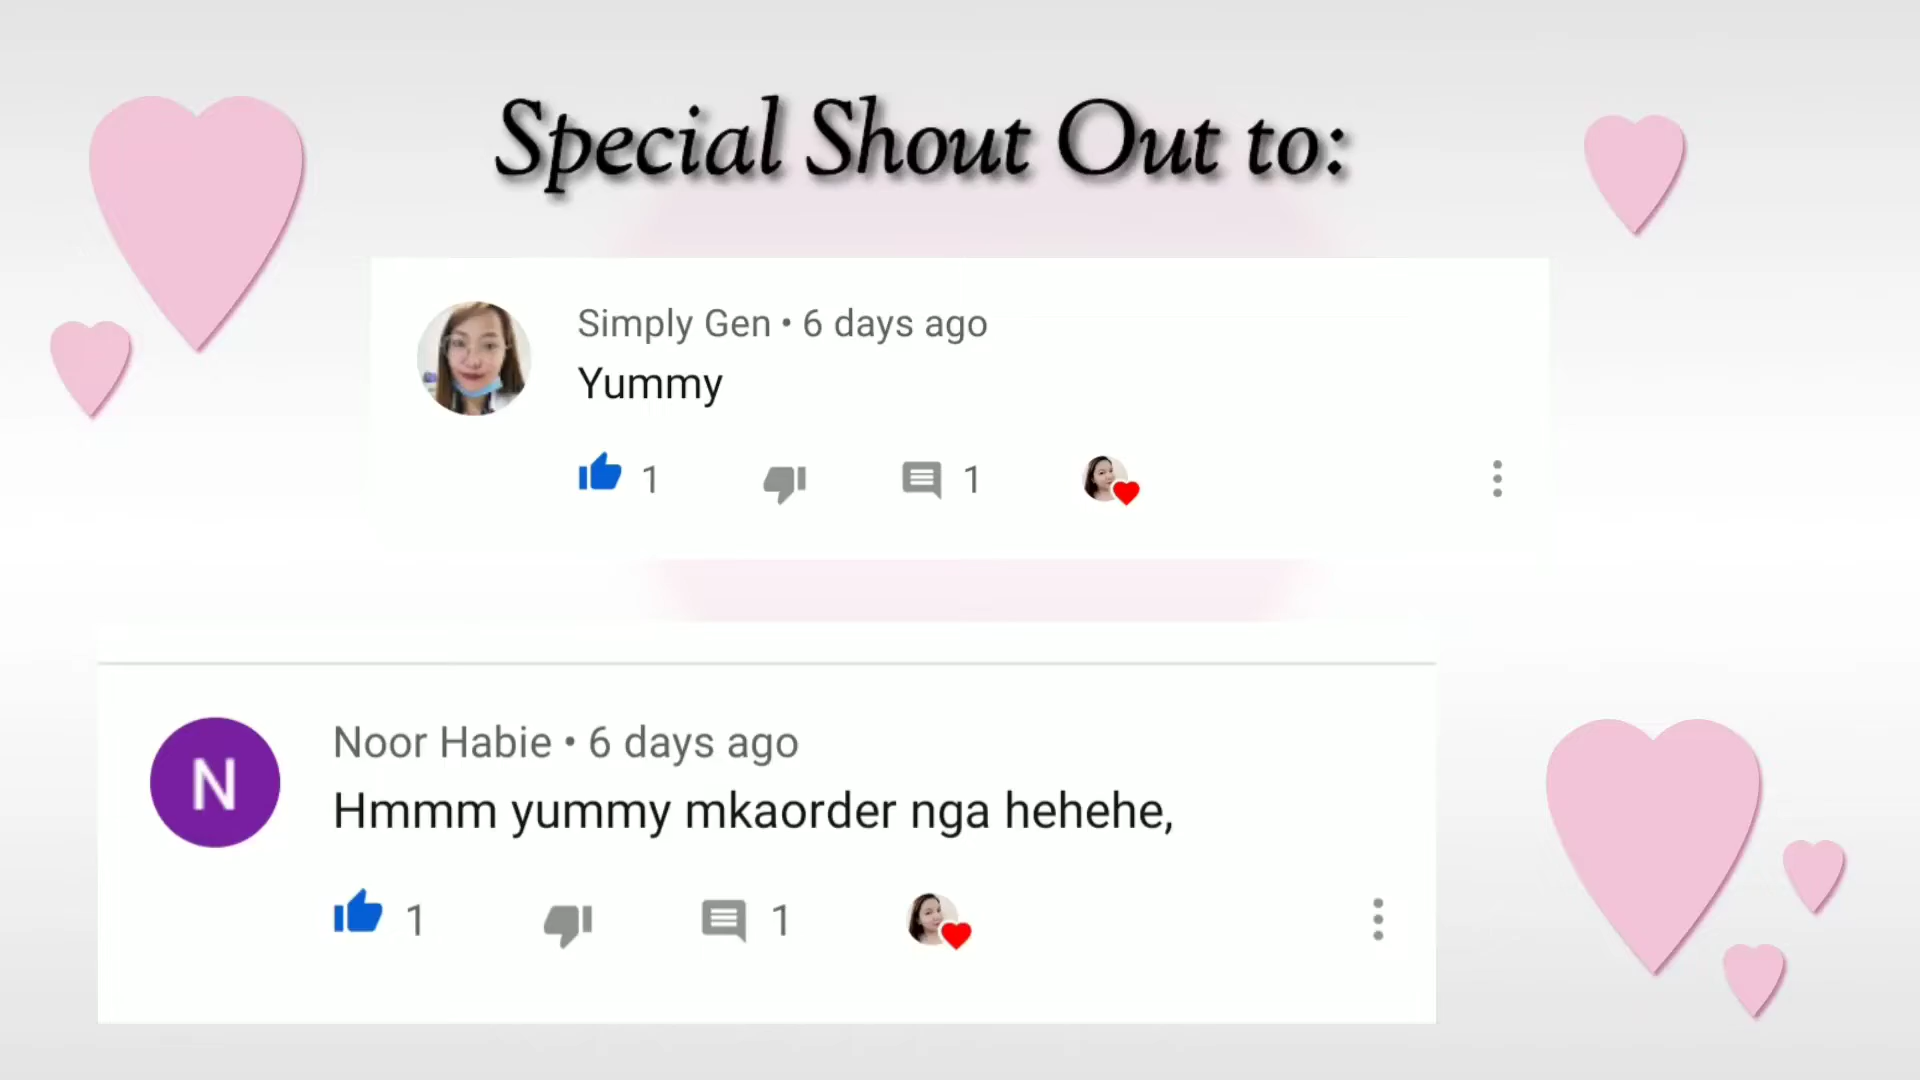 Special Shout Out to:
Simply Gen • 6 days ago
Yummy
1 1
N
Noor Habie • 6 days ago
Hmmm yummy mkaorder nga hehehe,
1 1